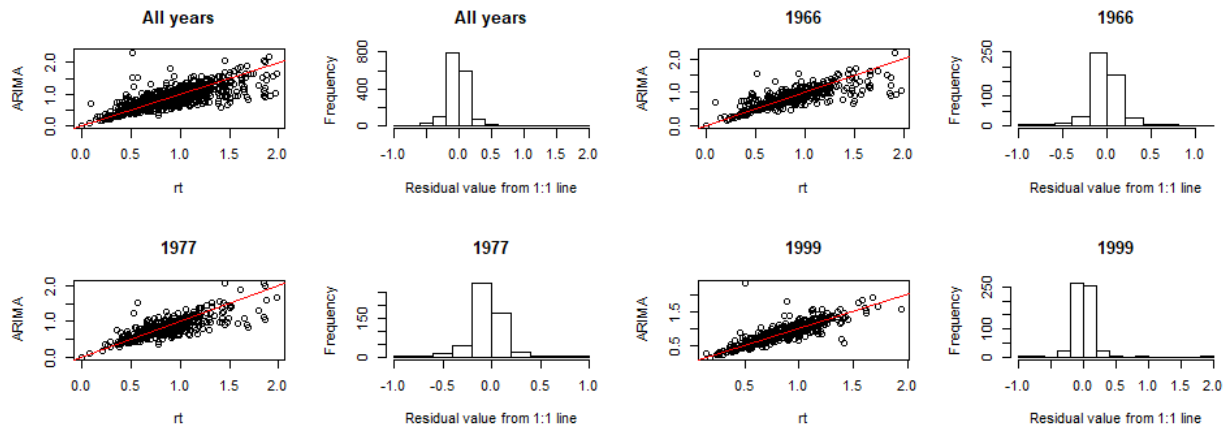 All years
ARIMA
0.0 1.0 2.0
0.0 0.5 1.0 1.5 2.0
rt
All years
Frequency
0 400 800
-1.0 0.0 0.5 1.0 1.5 2.0
Residual value from 1:1 line
1966
ARIMA
0.0 1.0 2.0
0.0 0.5 1.0 1.5 2.0
rt
1966
Frequency
0 100 250
-1.0 -0.5 0.0 0.5 1.0
Residual value from 1:1 line
1977
ARIMA
0.0 1.0 2.0
0.0 0.5 1.0 1.5 2.0
rt
1977
Frequency
0 150
-1.0 -0.5 0.0 0.5 1.0
Residual value from 1:1 line
1999
ARIMA
0.5 1.5
0.5 1.0 1.5 2.0
rt
1999
Frequency
0 100 250
-1.0 0.0 0.5 1.0 1.5 2.0
Residual value from 1:1 line